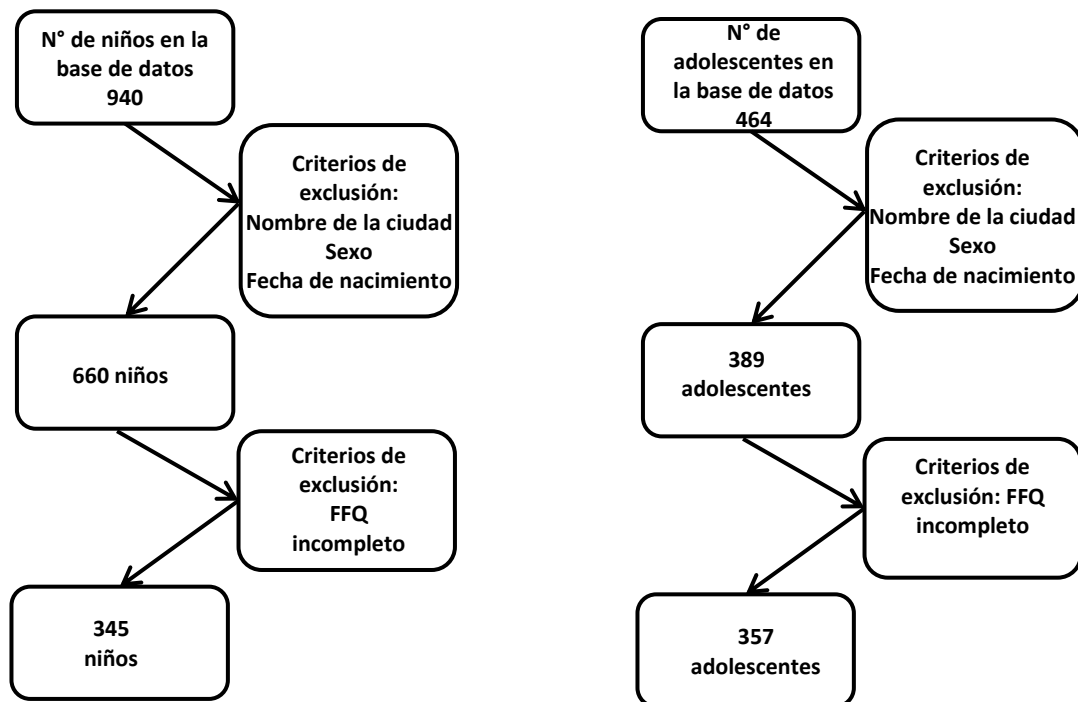 N° de niños en la
base de datos
940
Criterios de
exclusión:
Nombre de la ciudad
Sexo
Fecha de nacimiento
660 niños
Criterios de
exclusión:
FFQ
incompleto
345
niños
N° de
adolescentes en
la base de datos
464
Criterios de
exclusión:
Nombre de la ciudad
Sexo
Fecha de nacimiento
389
adolescentes
Criterios de
exclusión: FFQ
incompleto
357
adolescentes